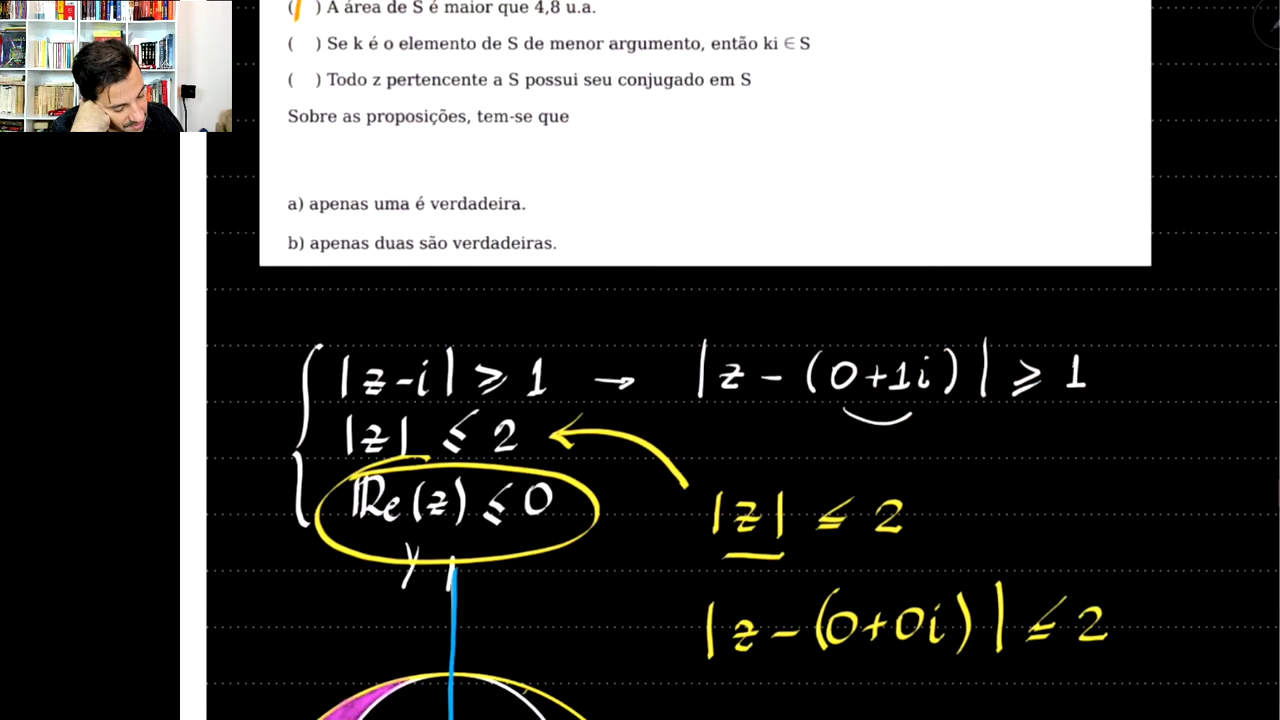 ( ) A área de S é maior que 4,8 u.a.
( ) Se k é o elemento de S de menor argumento, então ki ∈ S
( ) Todo z pertencente a S possui seu conjugado em S
Sobre as proposições, tem-se que
a) apenas uma é verdadeira.
b) apenas duas são verdadeiras.
|z-i| ⩾ 1 → |z - (0+1i)| ⩾ 1
|z| ≤ 2
Re(z) ≤ 0
|z| ≤ 2
y
|z - (0+0i)| ≤ 2